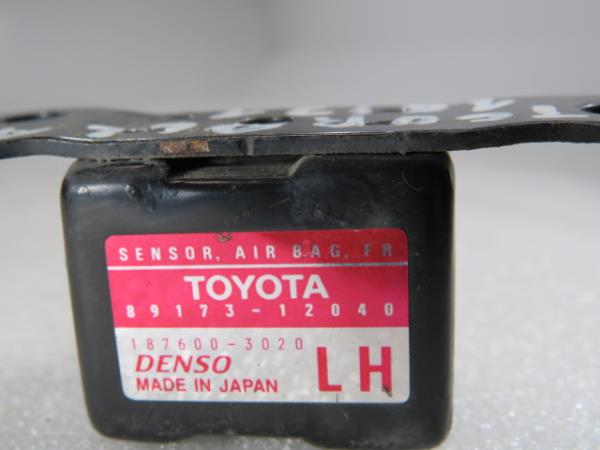 SENSOR, AIR BAG, FR
TOYOTA
89173-12040
187600-3020
DENSO
MADE IN JAPAN
LH